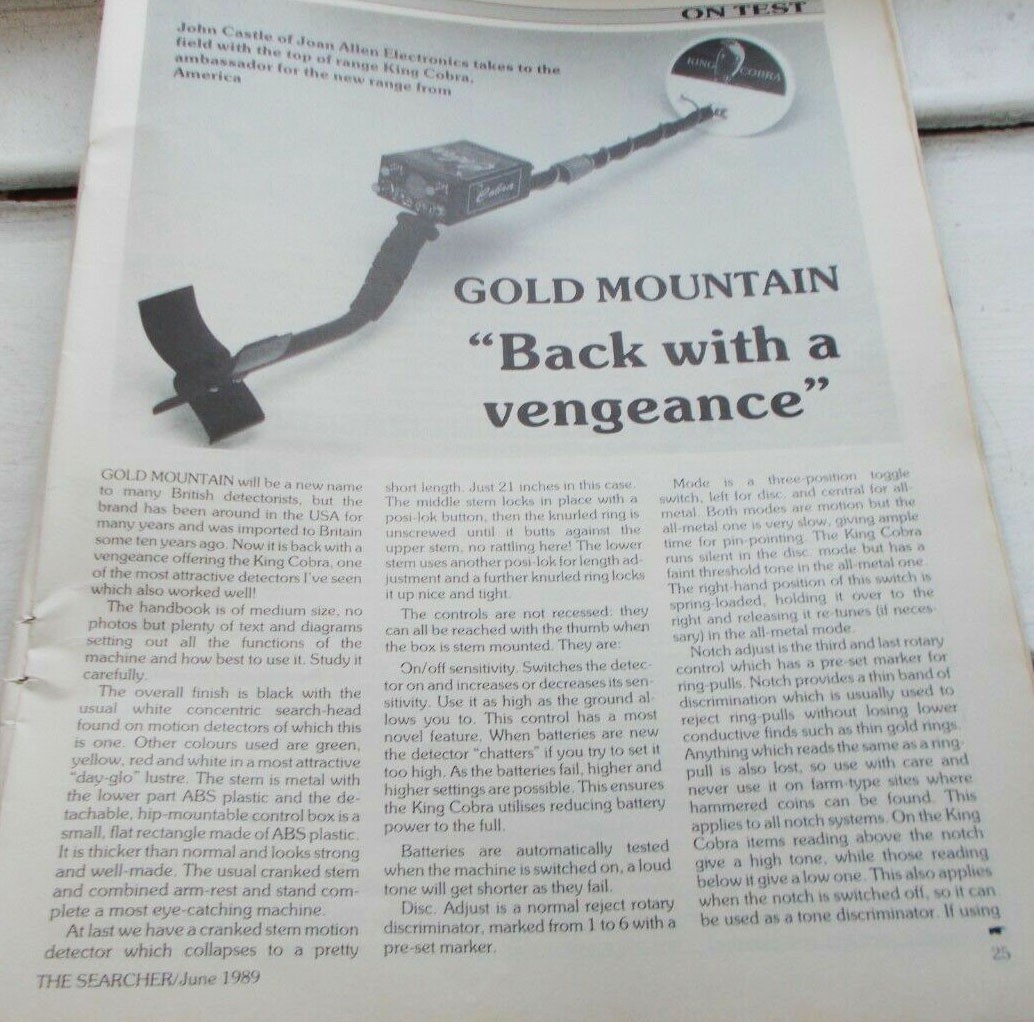 ON TEST
John Castle of Joan Allen Electronics takes to the
field with the top of range King Cobra,
ambassador for the new range from
America
KING COBRA
Cobra
GOLD MOUNTAIN
“Back with a
vengeance”
GOLD MOUNTAIN will be a new name
to many British detectorists, but the
brand has been around in the USA for
many years and was imported to Britain
some ten years ago. Now it is back with a
vengeance offering the King Cobra, one
of the most attractive detectors I've seen
which also worked well!
The handbook is of medium size, no
photos but plenty of text and diagrams
setting out all the functions of the
machine and how best to use it. Study it
carefully.
The overall finish is black with the
usual white concentric search-head
found on motion detectors of which this
is one. Other colours used are green,
yellow, red and white in a most attractive
“day-glo” lustre. The stem is metal with
the lower part ABS plastic and the de-
tachable, hip-mountable control box is a
small, flat rectangle made of ABS plastic.
It is thicker than normal and looks strong
and well-made. The usual cranked stem
and combined arm-rest and stand com-
plete a most eye-catching machine.
At last we have a cranked stem motion
detector which collapses to a pretty
short length. Just 21 inches in this case.
The middle stem locks in place with a
posi-lok button, then the knurled ring is
unscrewed until it butts against the
upper stem, no rattling here! The lower
stem uses another posi-lok for length ad-
justment and a further knurled ring locks
it up nice and tight.
The controls are not recessed: they
can all be reached with the thumb when
the box is stem mounted. They are:
On/off sensitivity. Switches the detec-
tor on and increases or decreases its sen-
sitivity. Use it as high as the ground al-
lows you to. This control has a most
novel feature. When batteries are new
the detector “chatters” if you try to set it
too high. As the batteries fail, higher and
higher settings are possible. This ensures
the King Cobra utilises reducing battery
power to the full.
Batteries are automatically tested
when the machine is switched on, a loud
tone will get shorter as they fail.
Disc. Adjust is a normal reject rotary
discriminator, marked from 1 to 6 with a
pre-set marker.
Mode is a three-position toggle
switch, left for disc. and central for all-
metal. Both modes are motion but the
all-metal one is very slow, giving ample
time for pin-pointing. The King Cobra
runs silent in the disc. mode but has a
faint threshold tone in the all-metal one.
The right-hand position of this switch is
spring-loaded, holding it over to the
right and releasing it re-tunes (if neces-
sary) in the all-metal mode.
Notch adjust is the third and last rotary
control which has a pre-set marker for
ring-pulls. Notch provides a thin band of
discrimination which is usually used to
reject ring-pulls without losing lower
conductive finds such as thin gold rings.
Anything which reads the same as a ring-
pull is also lost, so use with care and
never use it on farm-type sites where
hammered coins can be found. This
applies to all notch systems. On the King
Cobra items reading above the notch
give a high tone, while those reading
below it give a low one. This also applies
when the notch is switched off, so it can
be used as a tone discriminator. If using
25
THE SEARCHER/June 1989